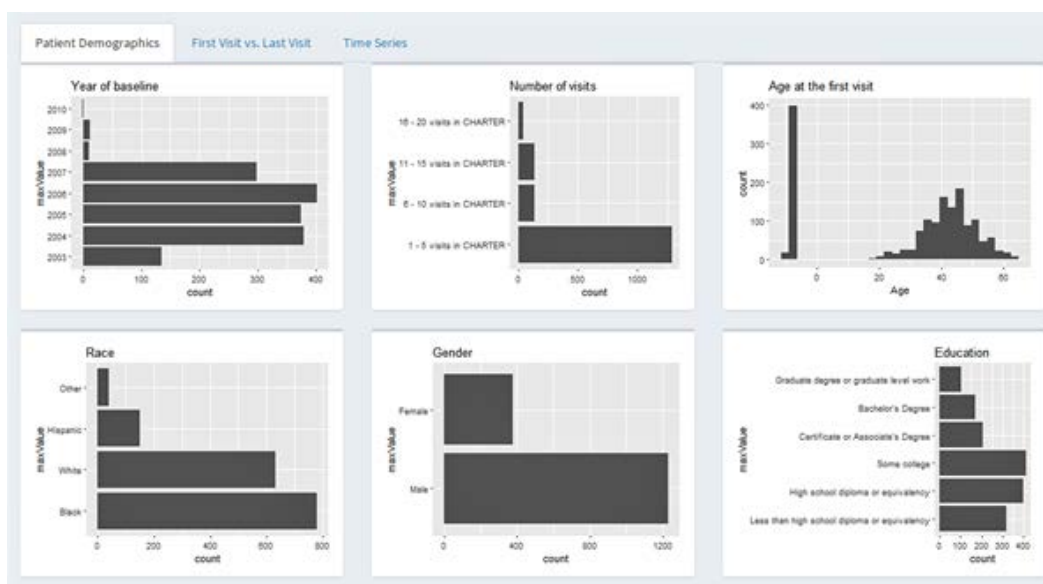 Patient Demographics First Visit vs. Last Visit Time Series
Year of baseline
maxValue
2010
2009
2008
2007
2006
2005
2004
2003
0 100 200 300 400
count
Number of visits
maxValue
16 - 20 visits in CHARTER
11 - 15 visits in CHARTER
6 - 10 visits in CHARTER
1 - 5 visits in CHARTER
0 500 1000
count
Age at the first visit
count
400
300
200
100
0
0 20 40 60
Age
Race
maxValue
Other
Hispanic
White
Black
0 200 400 600 800
count
Gender
maxValue
Female
Male
0 400 800 1200
count
Education
maxValue
Graduate degree or graduate level work
Bachelor's Degree
Certificate or Associate's Degree
Some college
High school diploma or equivalency
Less than high school diploma or equivalency
0 100 200 300 400
count